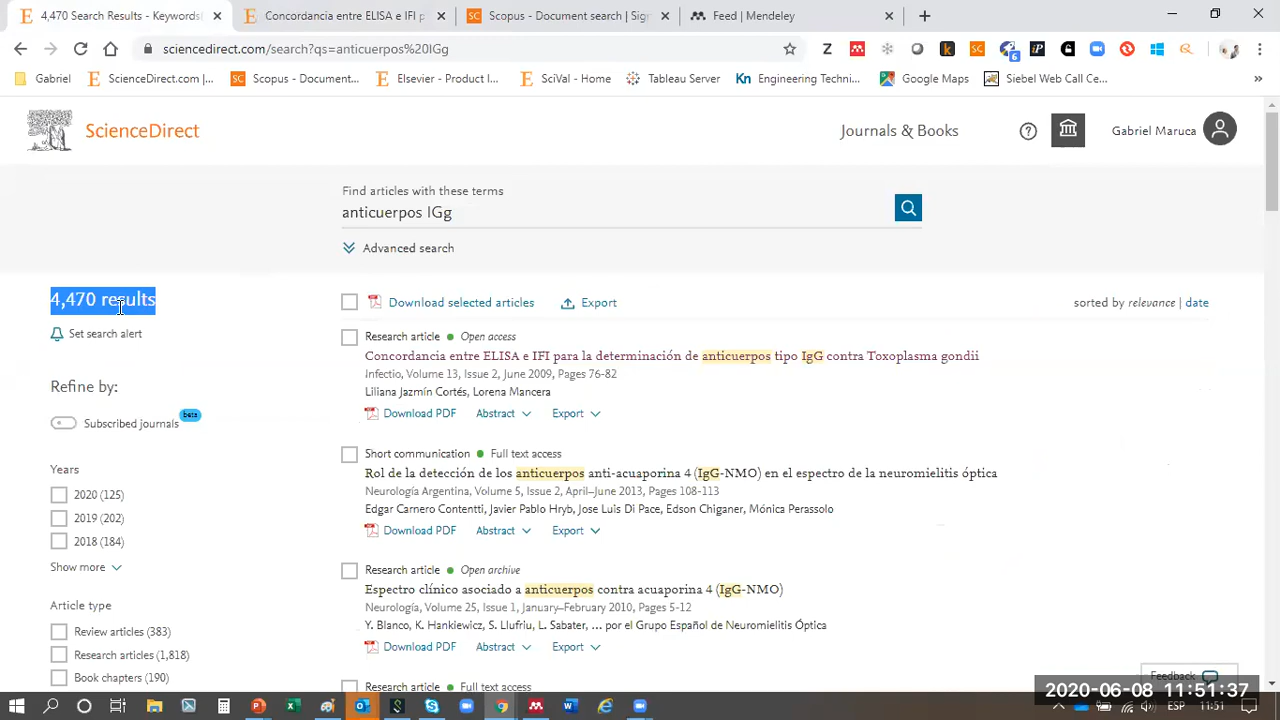 4,470 Search Results - Keywords
Concordancia entre ELISA e IFI p
Scopus - Document search | Sig
Feed | Mendeley
sciencedirect.com/search?qs=anticuerpos%20IGg
Gabriel
ScienceDirect.com |...
Scopus - Document...
Elsevier - Product I...
SciVal - Home
Tableau Server
Engineering Techni...
Google Maps
Siebel Web Call Ce...
ScienceDirect
Journals & Books
Gabriel Maruca
Find articles with these terms
anticuerpos IGg
Advanced search
4,470 results
Set search alert
Refine by:
Subscribed journals beta
Years
2020 (125)
2019 (202)
2018 (184)
Show more
Article type
Review articles (383)
Research articles (1,818)
Book chapters (190)
Download selected articles Export
sorted by relevance | date
Research article Open access
Concordancia entre ELISA e IFI para la determinación de anticuerpos tipo IgG contra Toxoplasma gondii
Infectio, Volume 13, Issue 2, June 2009, Pages 76-82
Liliana Jazmín Cortés, Lorena Mancera
Download PDF Abstract Export
Short communication Full text access
Rol de la detección de los anticuerpos anti-acuaporina 4 (IgG-NMO) en el espectro de la neuromielitis óptica
Neurología Argentina, Volume 5, Issue 2, April–June 2013, Pages 108-113
Edgar Carnero Contentti, Javier Pablo Hryb, Jose Luis Di Pace, Edson Chiganer, Mónica Perassolo
Download PDF Abstract Export
Research article Open archive
Espectro clínico asociado a anticuerpos contra acuaporina 4 (IgG-NMO)
Neurología, Volume 25, Issue 1, January–February 2010, Pages 5-12
Y. Blanco, K. Hankiewicz, S. Llufriu, L. Sabater, ... por el Grupo Español de Neuromielitis Óptica
Download PDF Abstract Export
Research article Full text access
Feedback
2020-06-08 11:51:37
ESP 11:51